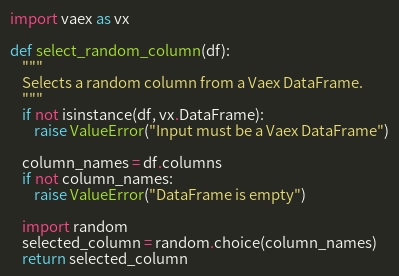 import vaex as vx
def select_random_column(df):
"""
Selects a random column from a Vaex DataFrame.
"""
if not isinstance(df, vx.DataFrame):
raise ValueError("Input must be a Vaex DataFrame")
column_names = df.columns
if not column_names:
raise ValueError("DataFrame is empty")
import random
selected_column = random.choice(column_names)
return selected_column